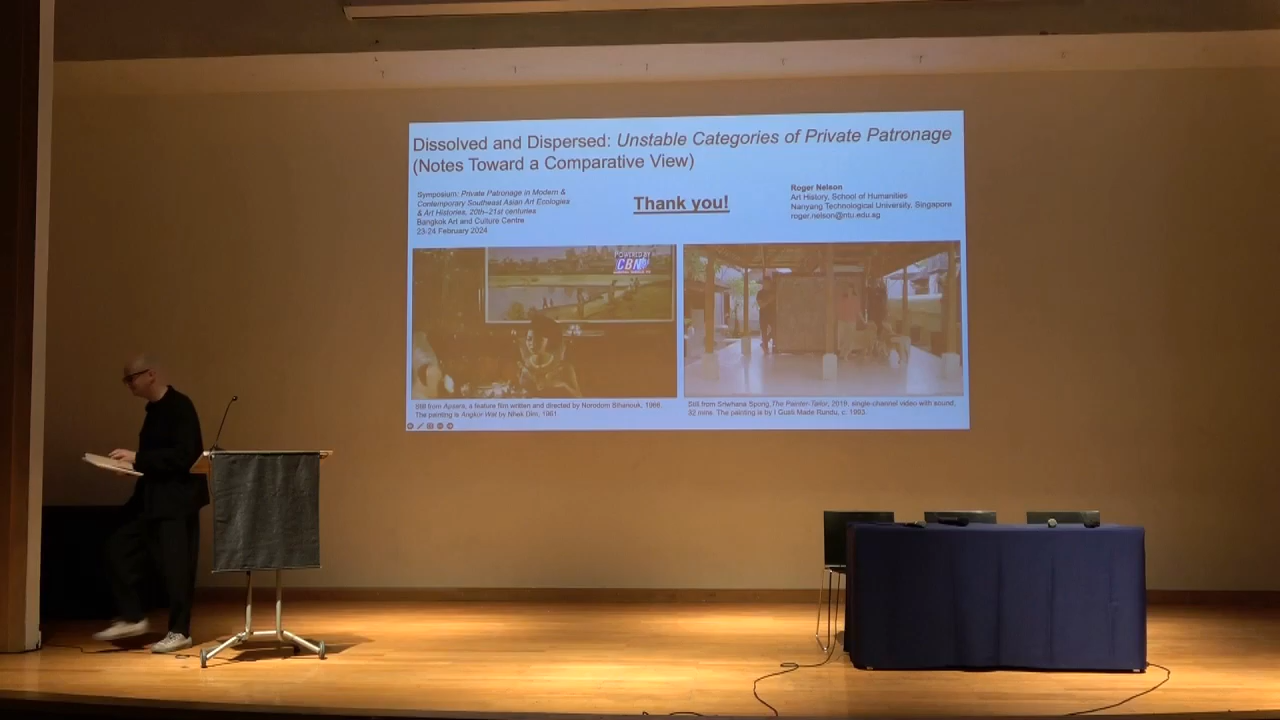 Dissolved and Dispersed: Unstable Categories of Private Patronage
(Notes Toward a Comparative View)
Symposium: Private Patronage in Modern &
Contemporary Southeast Asian Art Ecologies
& Art Histories, 20th–21st centuries
Bangkok Art and Culture Centre
23-24 February 2024
Thank you!
Roger Nelson
Art History, School of Humanities
Nanyang Technological University, Singapore
roger.nelson@ntu.edu.sg
POWERED BY
CBN
Still from Apsara, a feature film written and directed by Norodom Sihanouk, 1966.
The painting is Angkor Wat by Nhek Dim, 1961.
Still from Sriwhana Spong, The Painter-Tailor, 2019, single-channel video with sound,
32 mins. The painting is by I Gusti Made Rundu, c. 1963.